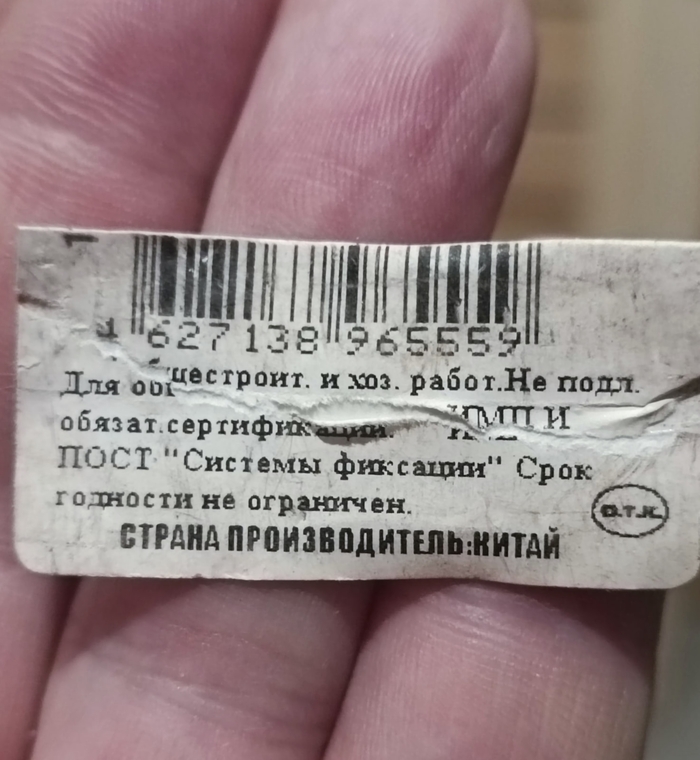 1 627138 965559
Для общестроит. и хоз. работ.Не подл.
обязат.сертификации. И
ПОСТ "Системы фиксации" Срок
годности не ограничен.
О.Т.К.
СТРАНА ПРОИЗВОДИТЕЛЬ:КИТАЙ